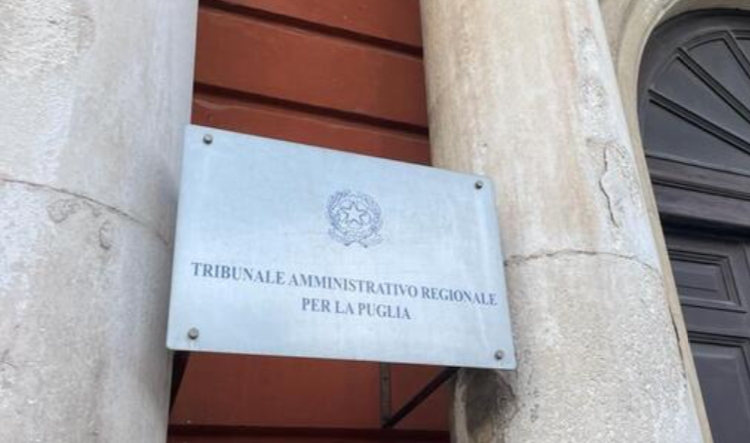 TRIBUNALE AMMINISTRATIVO REGIONALE
PER LA PUGLIA